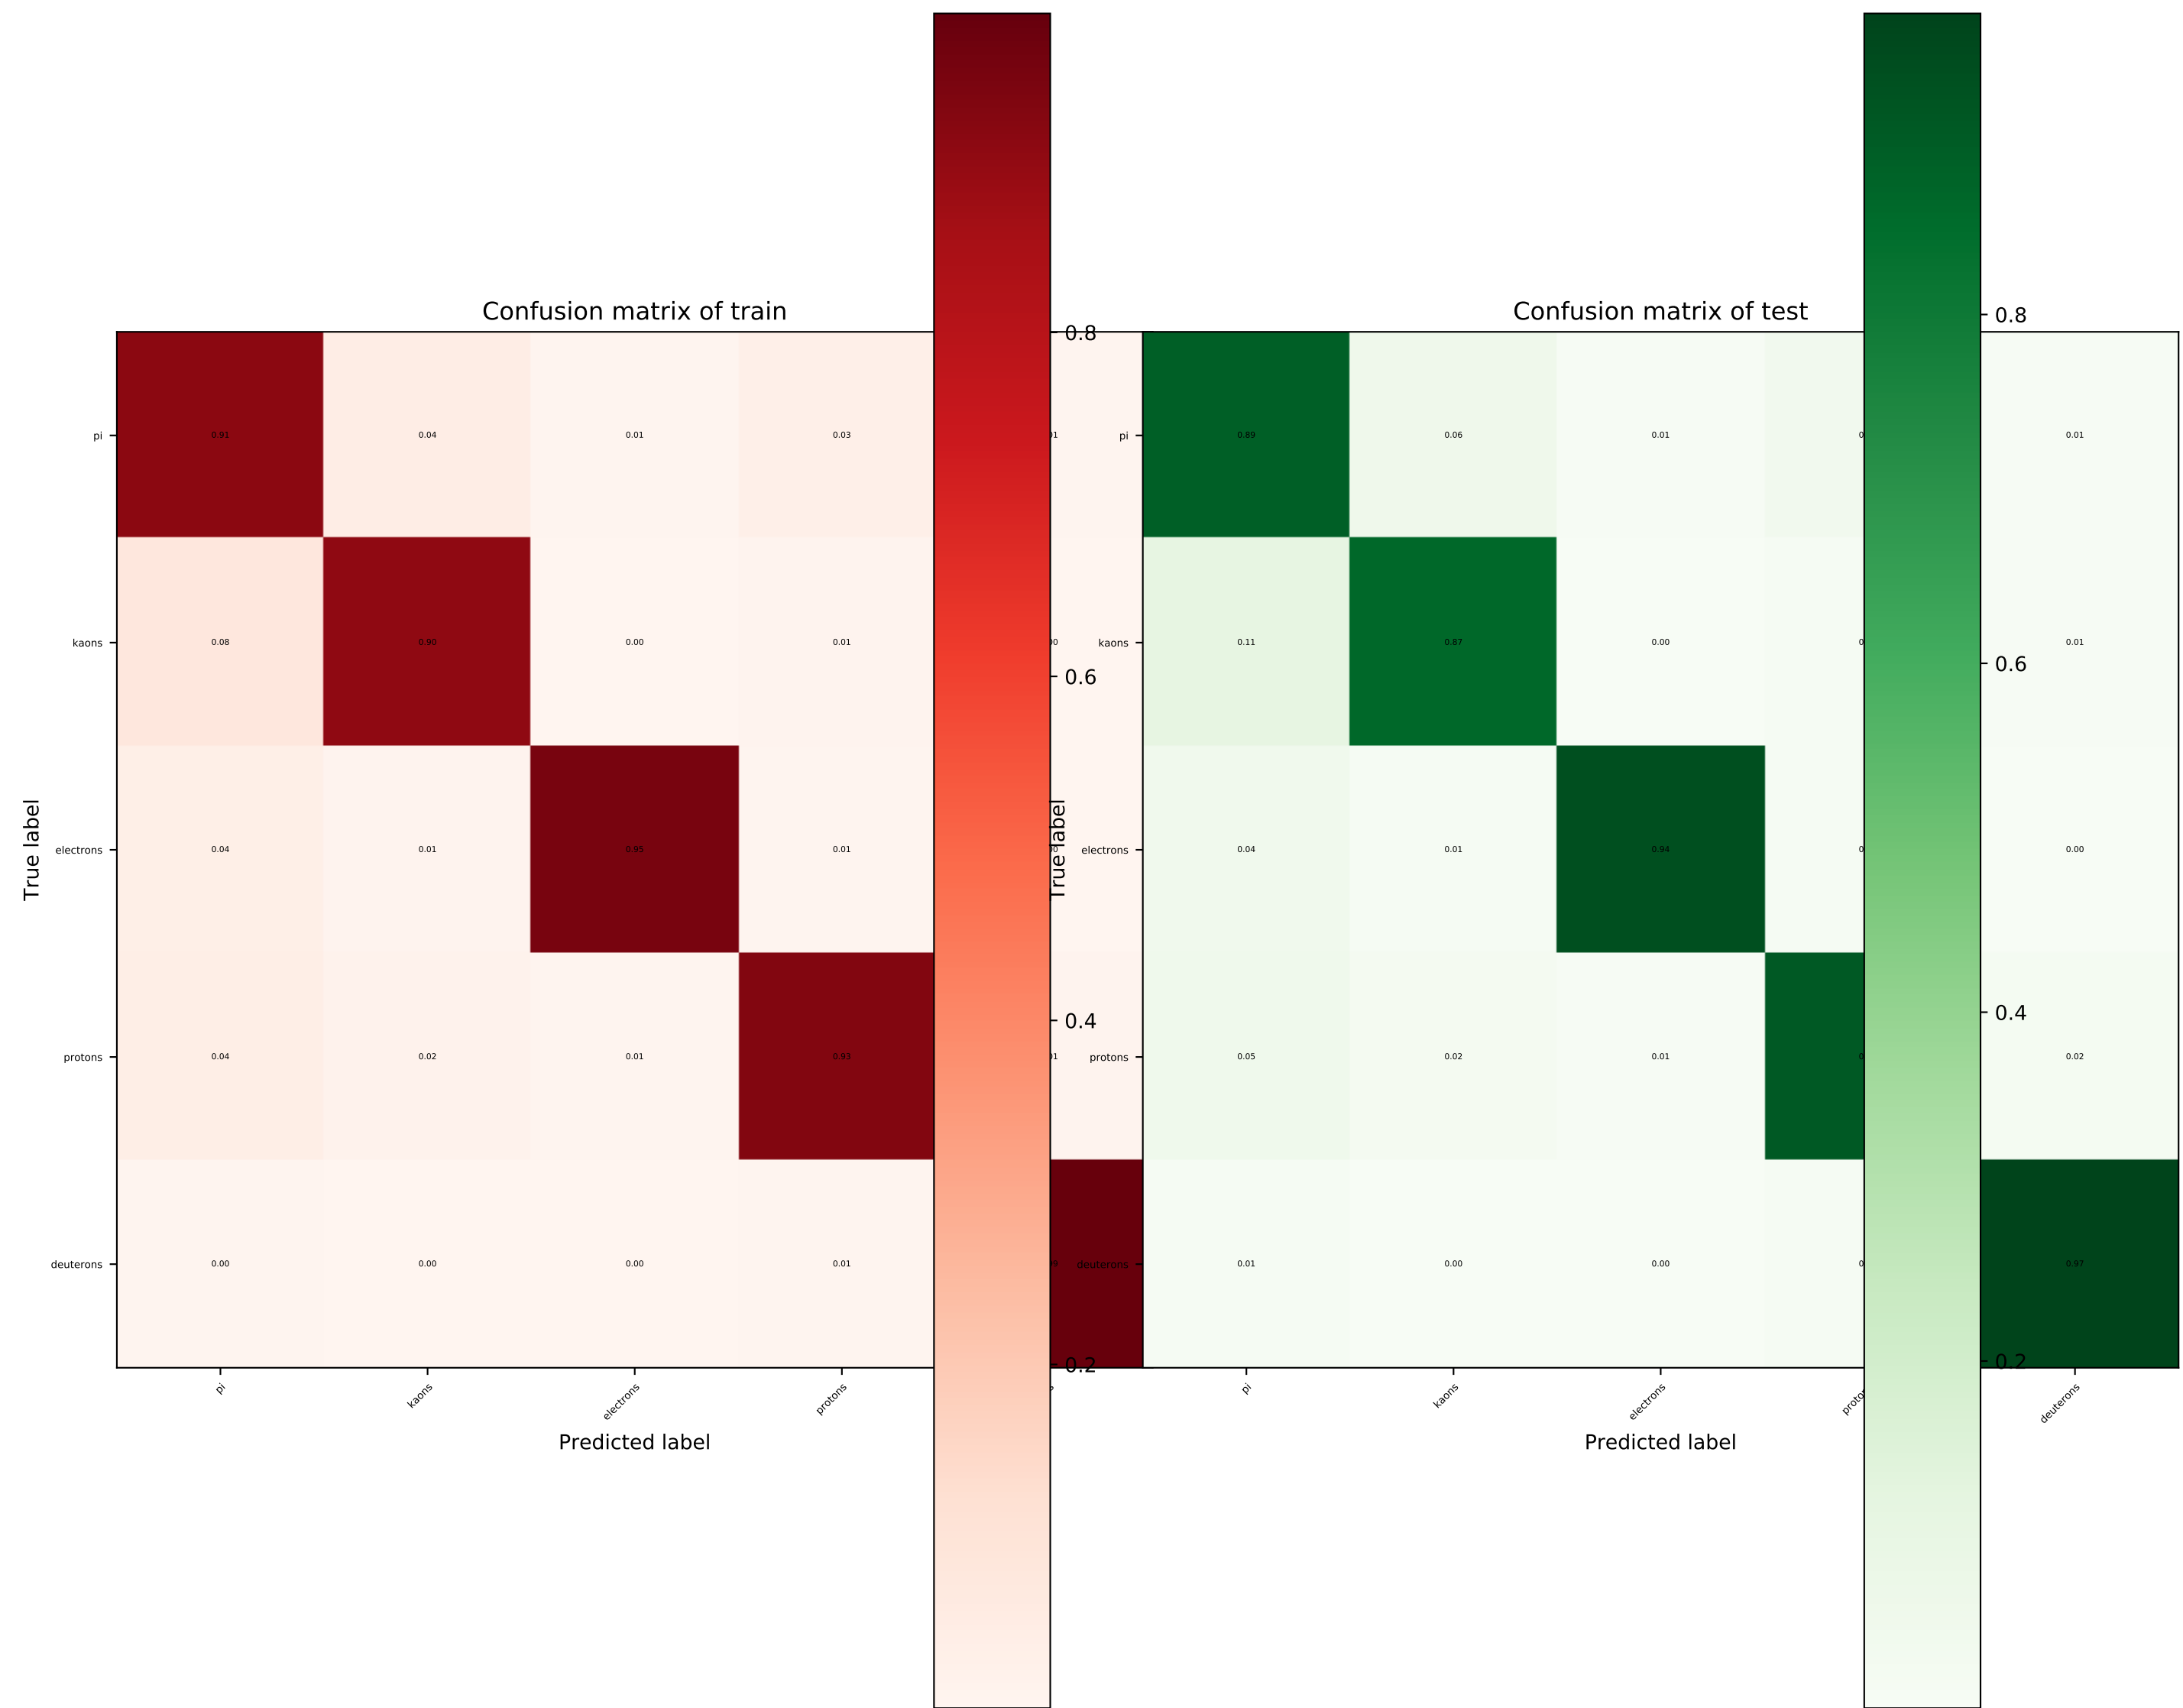 Confusion matrix of train
Confusion matrix of test
0.8
0.8
pi 0.91 0.04 0.01 0.03
pi 0.89 0.06 0.01 0.01
0.6
0.6
kaons 0.08 0.90 0.00 0.01
kaons 0.11 0.87 0.00 0.01
True label
True label
electrons 0.04 0.01 0.95 0.01
electrons 0.04 0.01 0.94 0.00
0.4
0.4
protons 0.04 0.02 0.01 0.93
protons 0.05 0.02 0.01 0.02
deuterons 0.00 0.00 0.00 0.01
deuterons 0.01 0.00 0.00 0.97
0.2
0.2
pi kaons electrons protons
pi kaons electrons deuterons
Predicted label
Predicted label